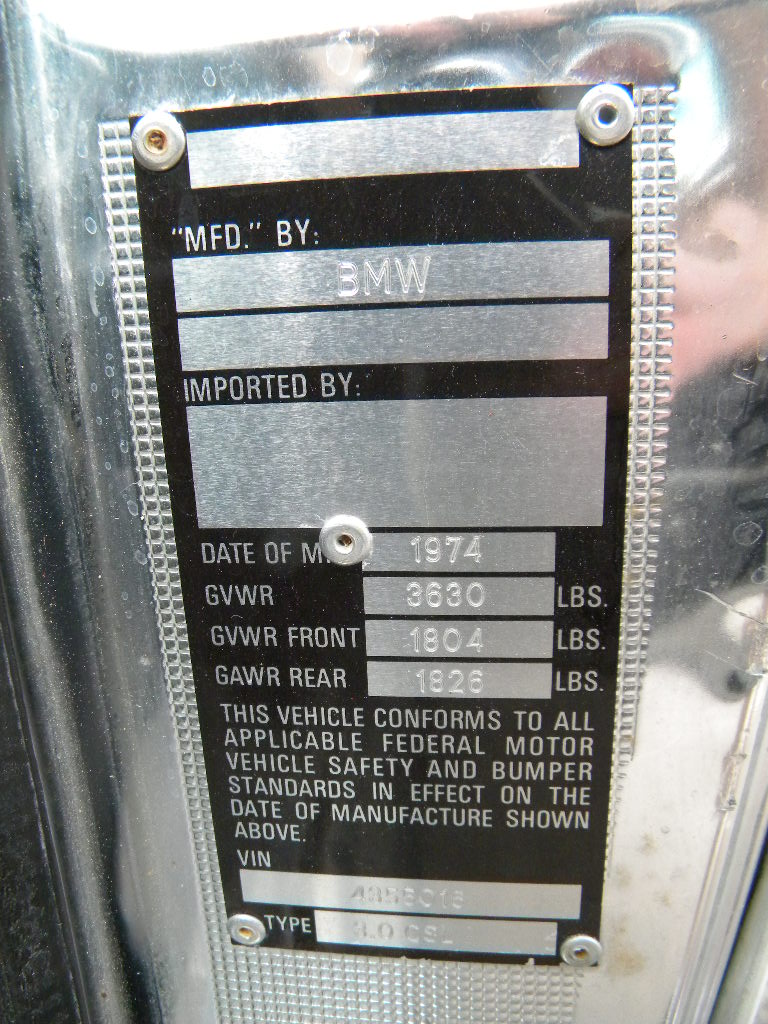 "MFD." BY:
BMW
IMPORTED BY:
DATE OF M. 1974
GVWR 3630 LBS.
GVWR FRONT 1804 LBS.
GAWR REAR 1826 LBS.
THIS VEHICLE CONFORMS TO ALL
APPLICABLE FEDERAL MOTOR
VEHICLE SAFETY AND BUMPER
STANDARDS IN EFFECT ON THE
DATE OF MANUFACTURE SHOWN
ABOVE.
VIN
TYPE 3.0 CSL